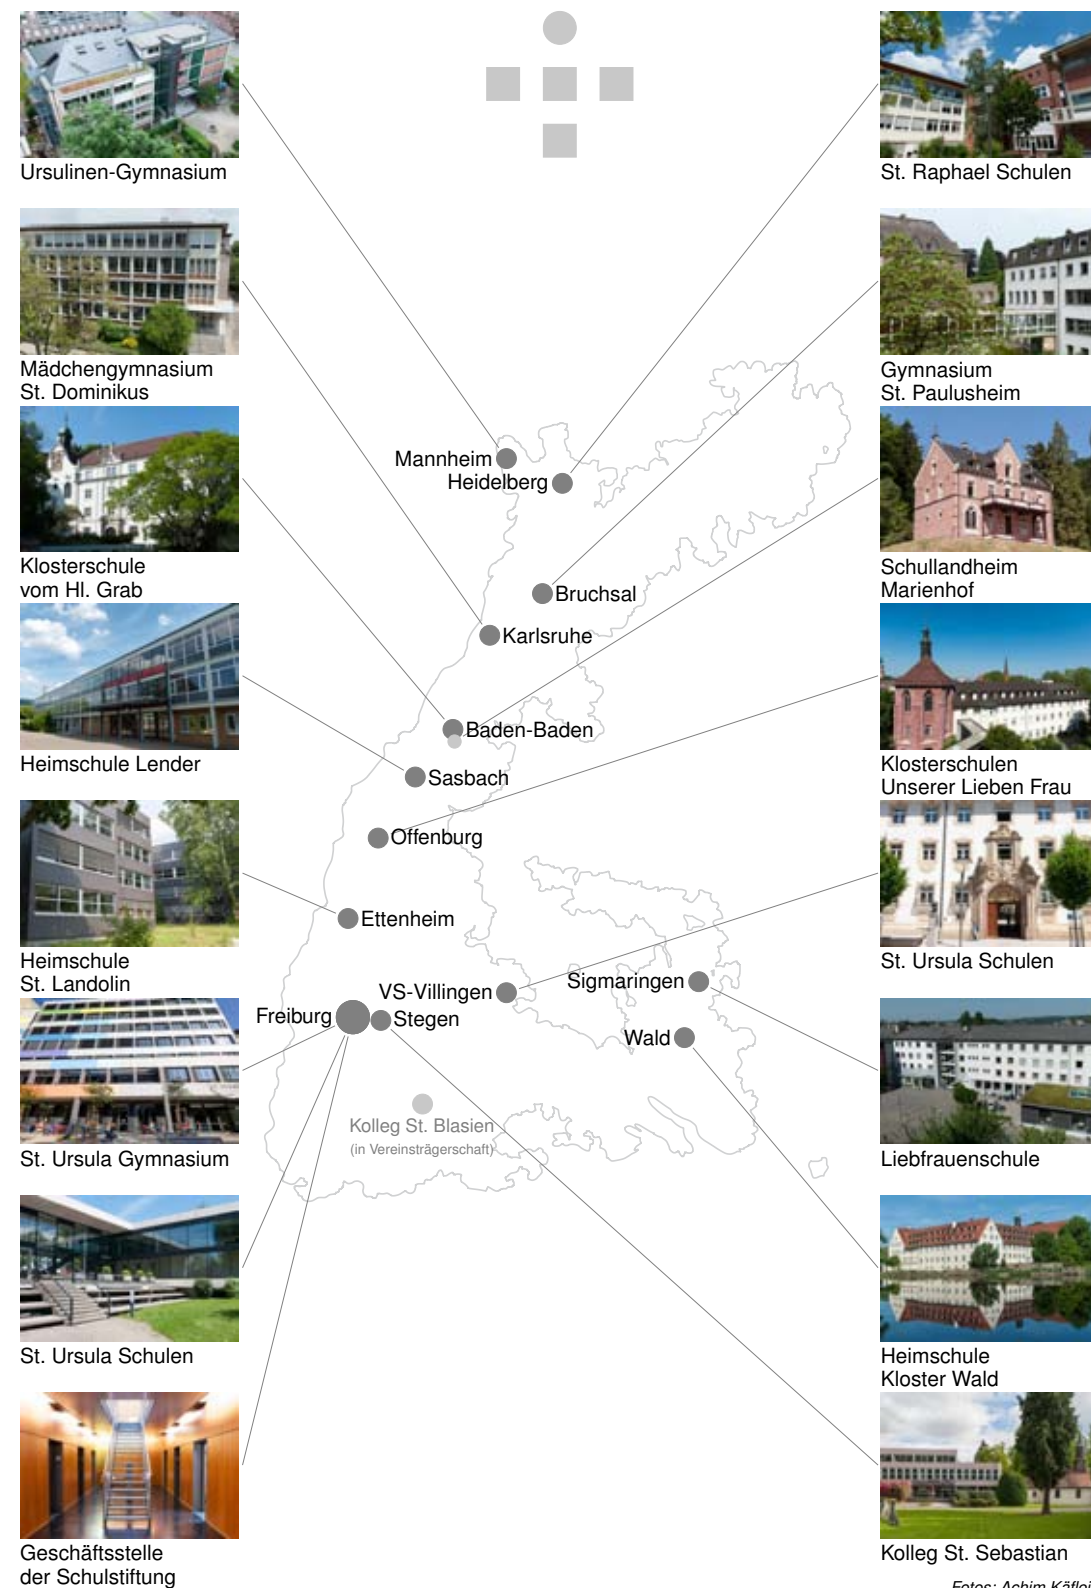 Ursulinen-Gymnasium
Mädchengymnasium
St. Dominikus
Klosterschule
vom Hl. Grab
Heimschule Lender
Heimschule
St. Landolin
St. Ursula Gymnasium
St. Ursula Schulen
Geschäftsstelle
der Schulstiftung
Mannheim
Heidelberg
Bruchsal
Karlsruhe
Baden-Baden
Sasbach
Offenburg
Ettenheim
VS-Villingen
Sigmaringen
Freiburg
Stegen
Wald
Kolleg St. Blasien
(in Vereinsträgerschaft)
St. Raphael Schulen
Gymnasium
St. Paulusheim
Schullandheim
Marienhof
Klosterschulen
Unserer Lieben Frau
St. Ursula Schulen
Liebfrauenschule
Heimschule
Kloster Wald
Kolleg St. Sebastian
Fotos: Achim